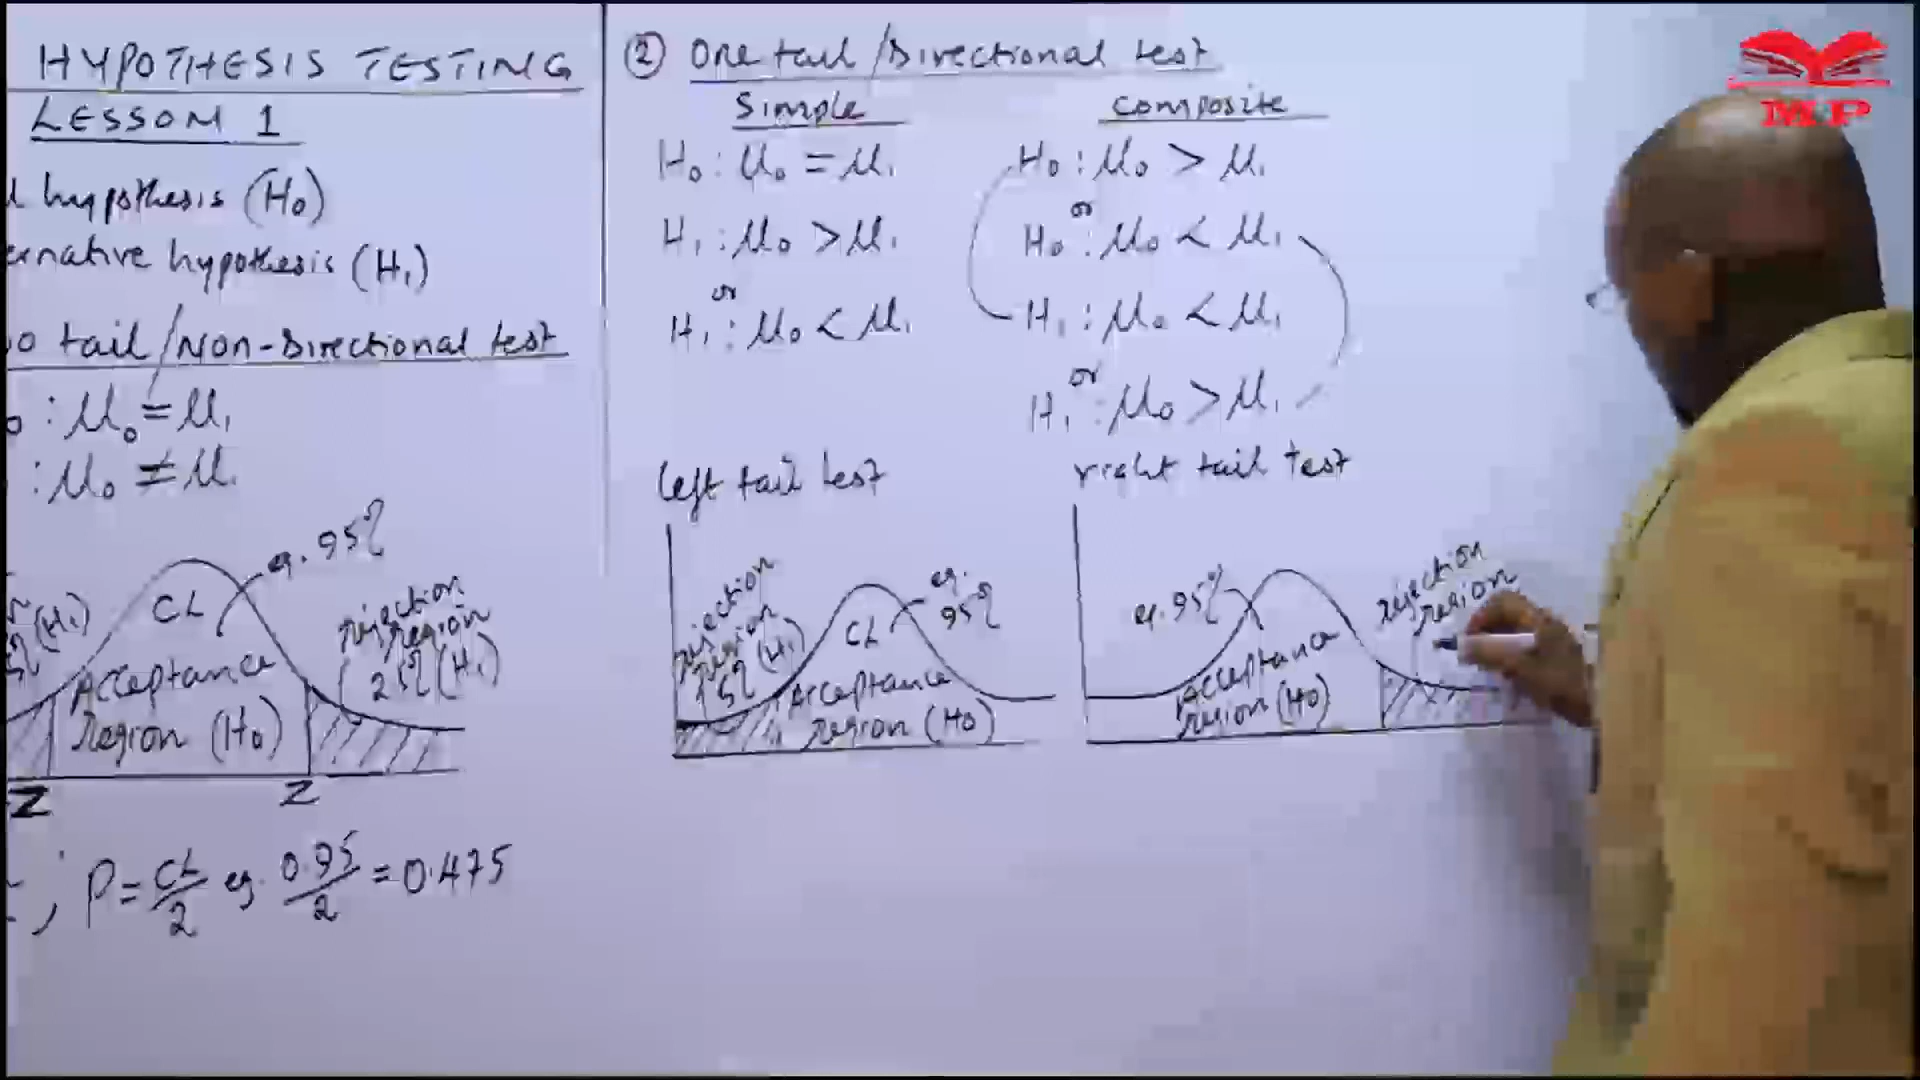 HYPOTHESIS TESTING
LESSON 1
hypothesis (H₀)
ernative hypothesis (H₁)
o tail/Non-Directional test
: μ₀ = μ₁
: μ₀ ≠ μ₁
eg. 95%
CL
(H₁)
rejection
region
2.5% (H₁)
Acceptance
Region (H₀)
Z
Z
; P = CL/2 eg. 0.95/2 = 0.475
② One tail/Directional test
Simple
H₀ : μ₀ = μ₁
H₁ : μ₀ > μ₁
or
H₁ : μ₀ < μ₁
Composite
H₀ : μ₀ > μ₁
or
H₀ : μ₀ < μ₁
H₁ : μ₀ < μ₁
or
H₁ : μ₀ > μ₁
left tail test
rejection
region
5% (H₁)
CL
eg.
95%
Acceptance
region (H₀)
right tail test
eg. 95%
Acceptance
region (H₀)
rejection
region
MP